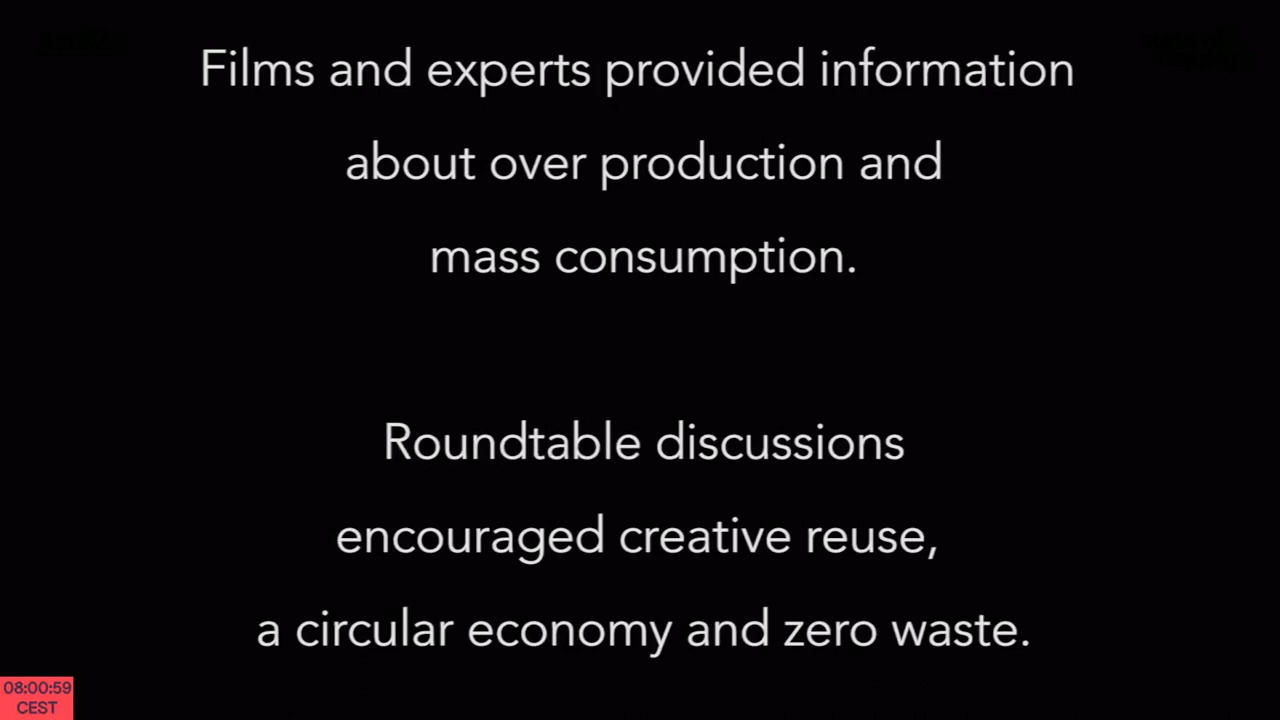 Films and experts provided information
about over production and
mass consumption.
Roundtable discussions
encouraged creative reuse,
a circular economy and zero waste.
08:00:59
CEST